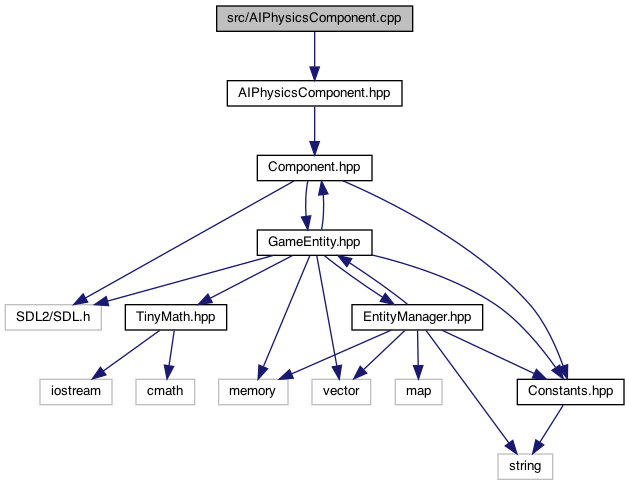 src/AIPhysicsComponent.cpp
AIPhysicsComponent.hpp
Component.hpp
GameEntity.hpp
SDL2/SDL.h
TinyMath.hpp
EntityManager.hpp
iostream
cmath
memory
vector
map
Constants.hpp
string